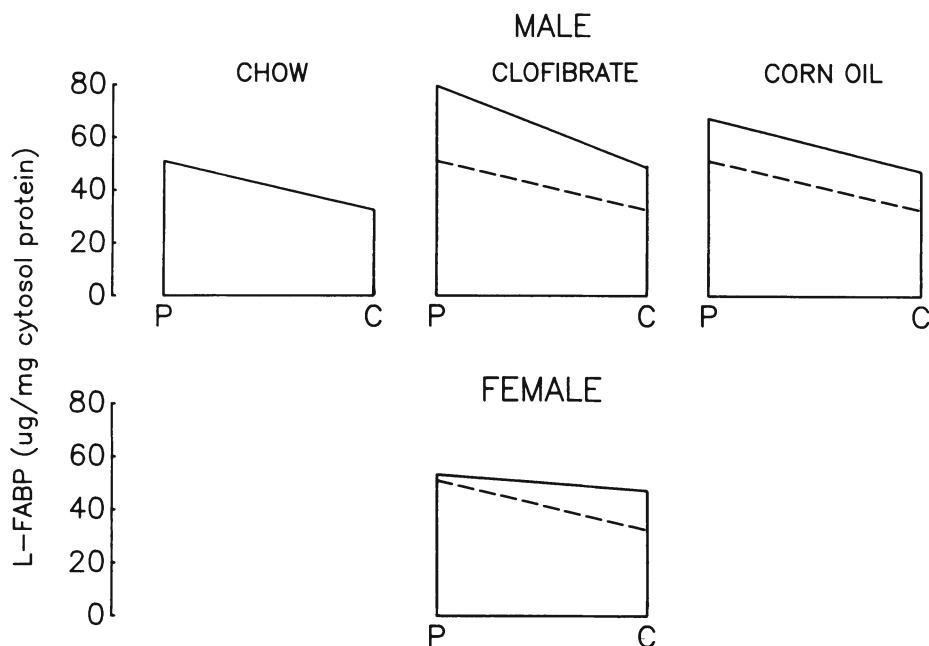 MALE
CHOW CLOFIBRATE CORN OIL
80
60
40
20
0
P C P C P C
L-FABP (ug/mg cytosol protein)
FEMALE
80
60
40
20
0
P C